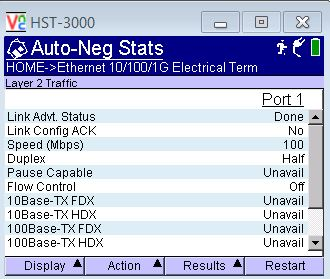 V2 HST-3000
Auto-Neg Stats
HOME->Ethernet 10/100/1G Electrical Term
Layer 2 Traffic
Port 1
Link Advt. Status Done
Link Config ACK No
Speed (Mbps) 100
Duplex Half
Pause Capable Unavail
Flow Control Off
10Base-TX FDX Unavail
10Base-TX HDX Unavail
100Base-TX FDX Unavail
100Base-TX HDX Unavail
Display Action Results Restart